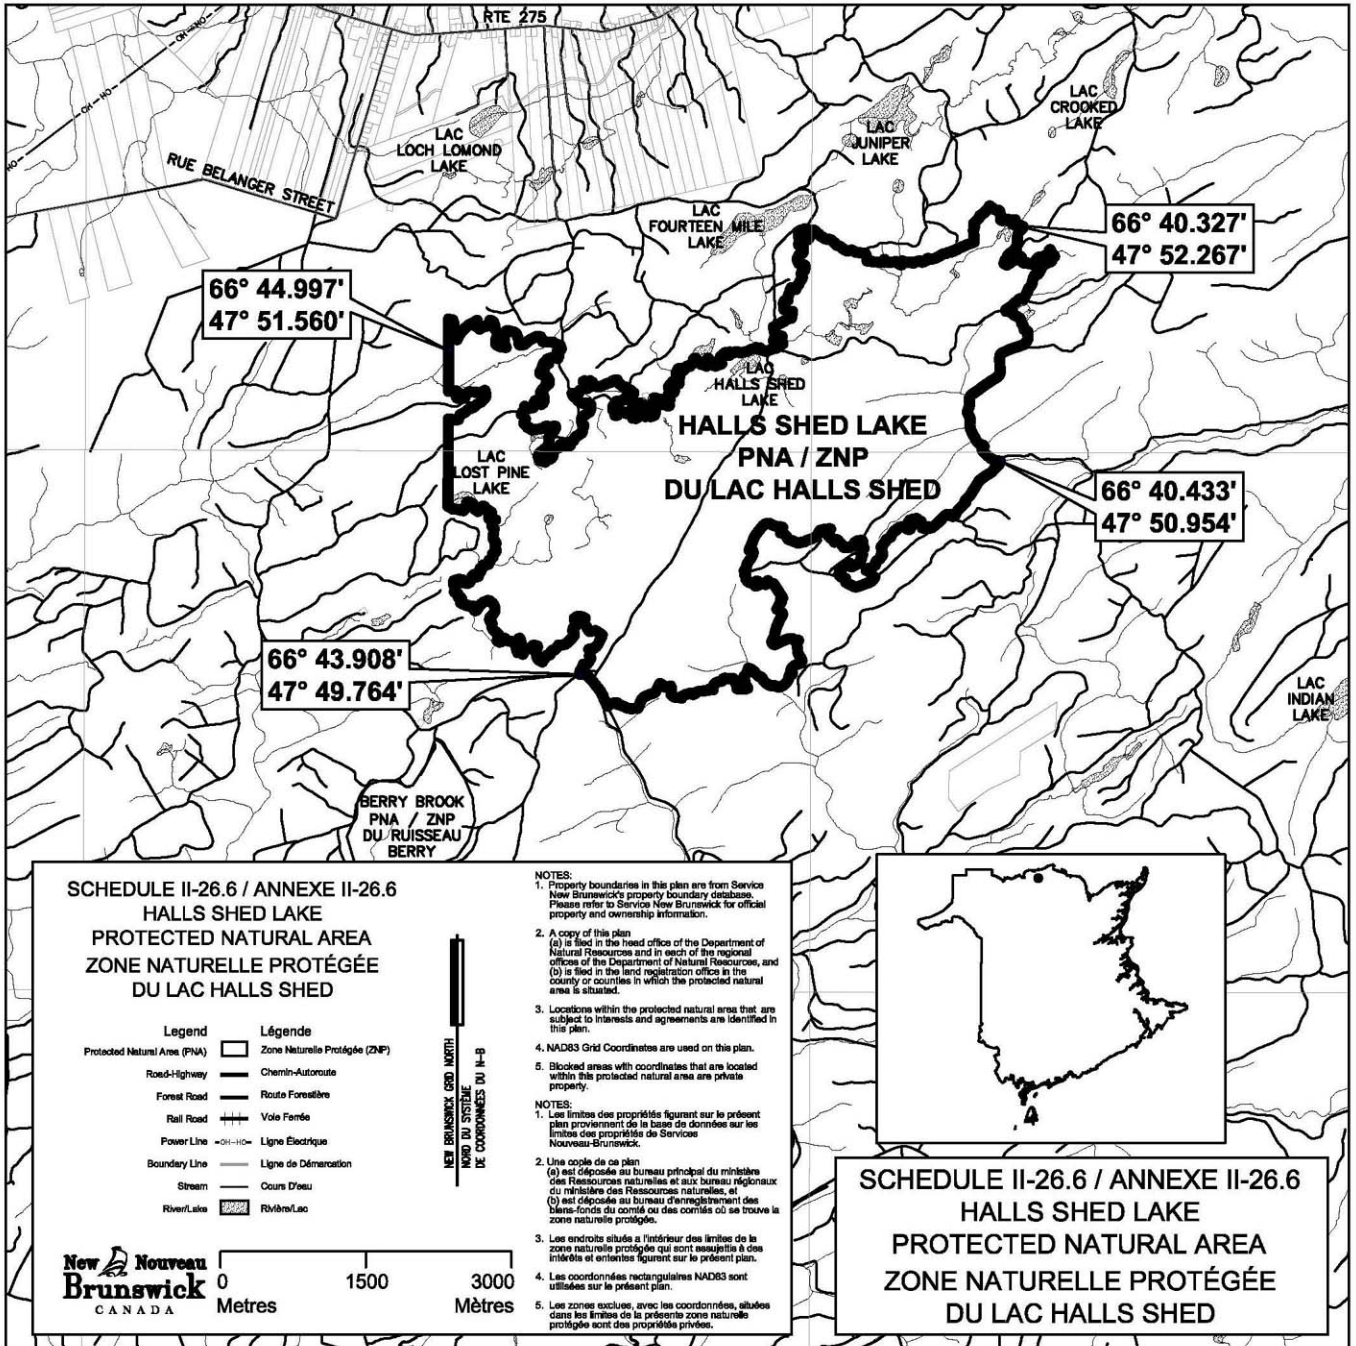 RTE 275
OH-HO
OH-HO
HO
RUE BELANGER STREET
LAC
LOCH LOMOND
LAKE
LAC
CROOKED
LAKE
LAC
JUNIPER
LAKE
LAC
FOURTEEN MILE
LAKE
66° 40.327'
47° 52.267'
66° 44.997'
47° 51.560'
LAC
HALLS SHED
LAKE
HALLS SHED LAKE
PNA / ZNP
DU LAC HALLS SHED
LAC
LOST PINE
LAKE
66° 40.433'
47° 50.954'
66° 43.908'
47° 49.764'
LAC
INDIAN
LAKE
BERRY BROOK
PNA / ZNP
DU RUISSEAU
BERRY
SCHEDULE II-26.6 / ANNEXE II-26.6
HALLS SHED LAKE
PROTECTED NATURAL AREA
ZONE NATURELLE PROTÉGÉE
DU LAC HALLS SHED
Legend Légende
Protected Natural Area (PNA) Zone Naturelle Protégée (ZNP)
Road-Highway Chemin-Autoroute
Forest Road Route Forestière
Rail Road Voie Ferrée
Power Line -OH-HO- Ligne Électrique
Boundary Line Ligne de Démarcation
Stream Cours D'eau
River/Lake Rivière/Lac
NEW BRUNSWICK GRID NORTH
NORD DU SYSTÈME
DE COORDONNÉES DU N-B
New Nouveau
Brunswick
CANADA
0 1500 3000
Metres Mètres
NOTES:
1. Property boundaries in this plan are from Service
New Brunswick's property boundary database.
Please refer to Service New Brunswick for official
property and ownership information.
2. A copy of this plan
(a) is filed in the head office of the Department of
Natural Resources and in each of the regional
offices of the Department of Natural Resources, and
(b) is filed in the land registration office in the
county or counties in which the protected natural
area is situated.
3. Locations within the protected natural area that are
subject to interests and agreements are identified in
this plan.
4. NAD83 Grid Coordinates are used on this plan.
5. Blocked areas with coordinates that are located
within this protected natural area are private
property.
NOTES:
1. Les limites des propriétés figurant sur le présent
plan proviennent de la base de données sur les
limites des propriétés de Services
Nouveau-Brunswick.
2. Une copie de ce plan
(a) est déposée au bureau principal du ministère
des Ressources naturelles et aux bureau régionaux
du ministère des Ressources naturelles, et
(b) est déposée au bureau d'enregistrement des
biens-fonds du comté ou des comtés où se trouve la
zone naturelle protégée.
3. Les endroits situés a l'intérieur des limites de la
zone naturelle protégée qui sont assujettis à des
intérêts et ententes figurent sur le présent plan.
4. Les coordonnées rectangulaires NAD83 sont
utilisées sur le présent plan.
5. Les zones exclues, avec les coordonnées, situées
dans les limites de la présente zone naturelle
protégée sont des propriétés privées.
SCHEDULE II-26.6 / ANNEXE II-26.6
HALLS SHED LAKE
PROTECTED NATURAL AREA
ZONE NATURELLE PROTÉGÉE
DU LAC HALLS SHED